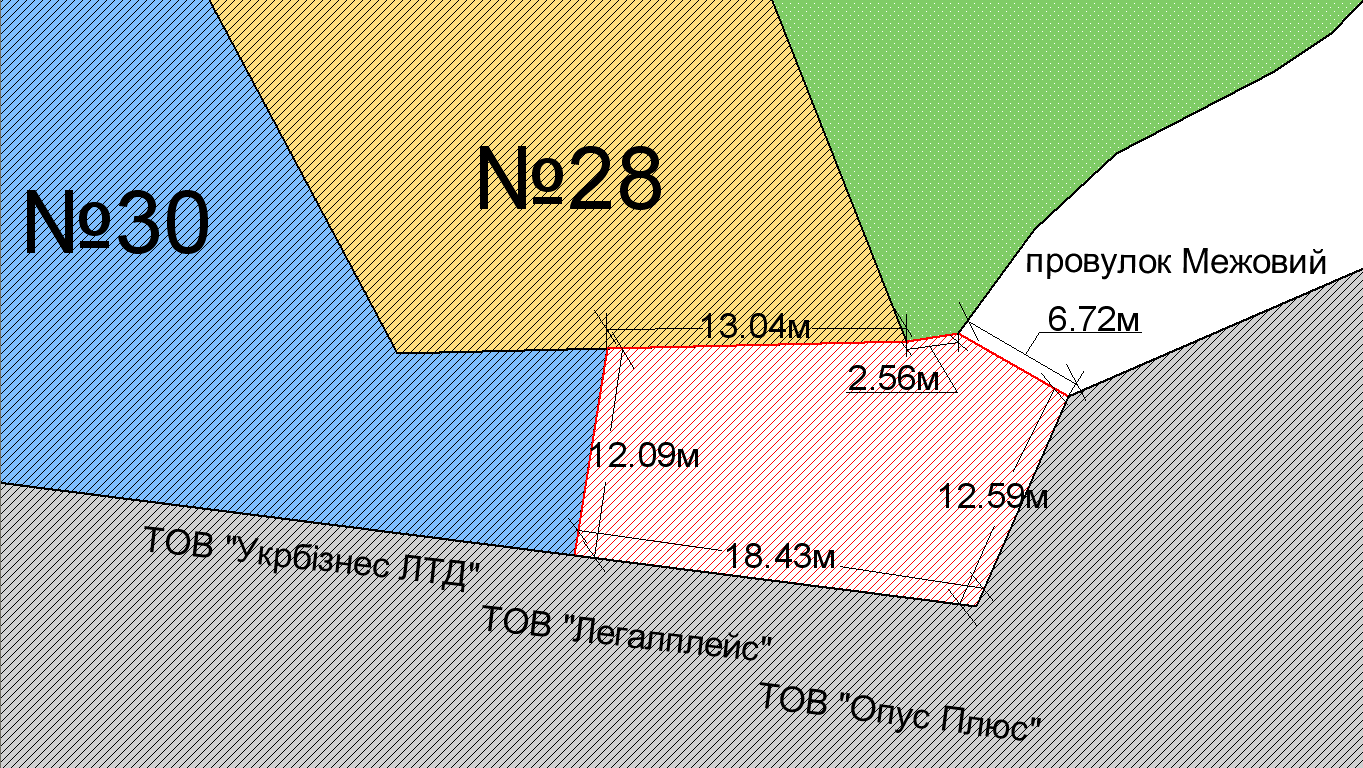 №28
№30
провулок Межовий
6.72м
13.04м
2.56м
12.09м
12.59м
18.43м
ТОВ "Укрбізнес ЛТД"
ТОВ "Легалплейс"
ТОВ "Опус Плюс"